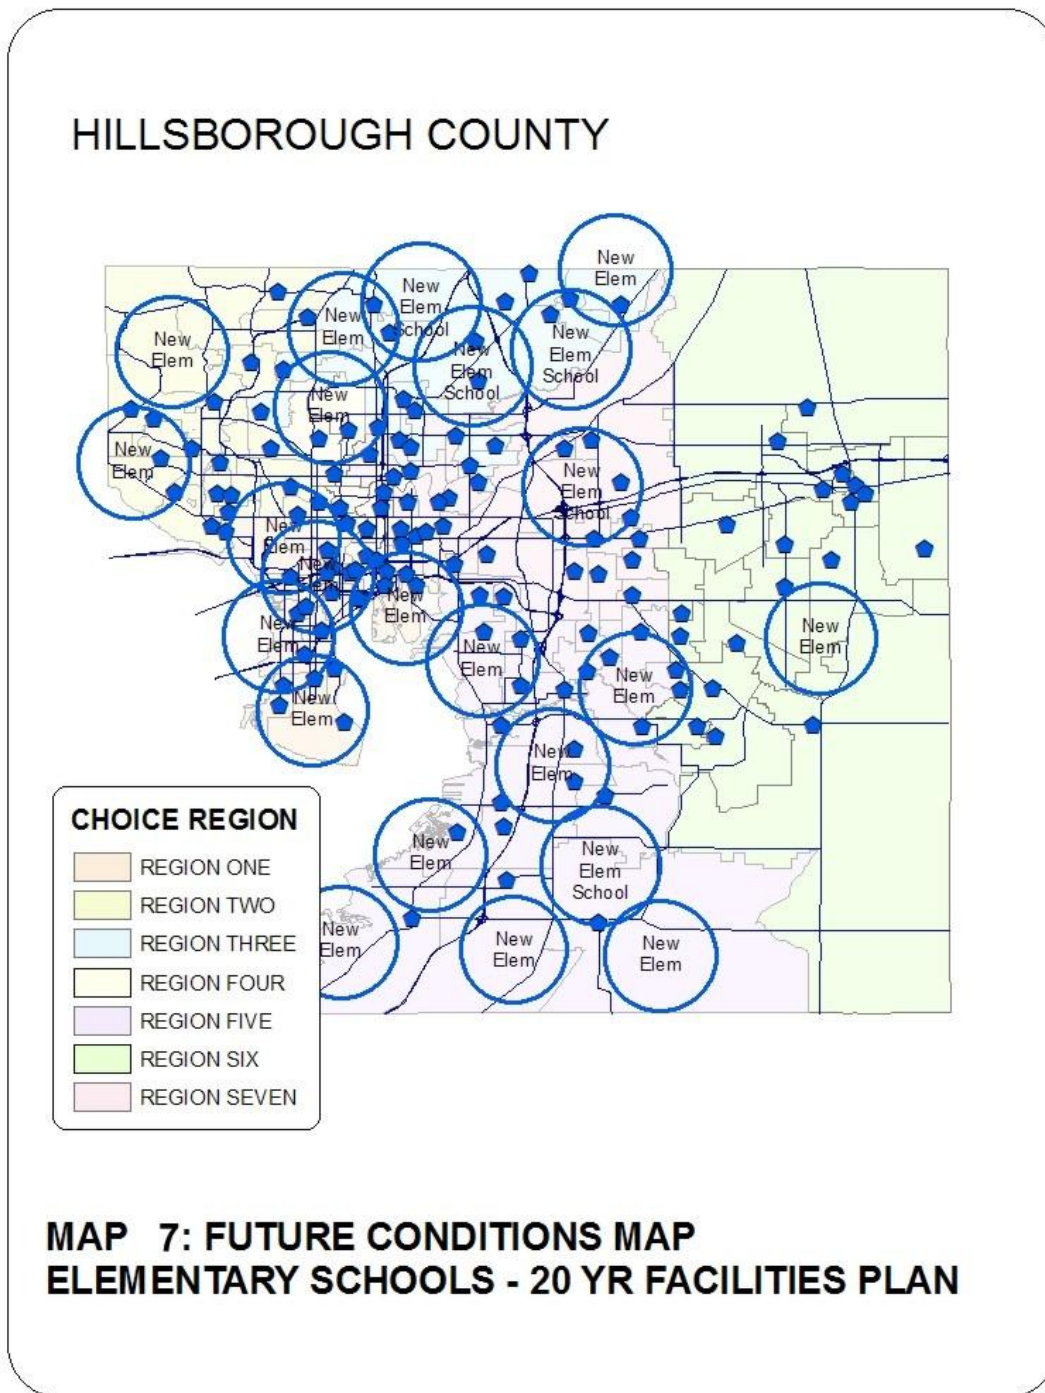 HILLSBOROUGH COUNTY
New
Elem
New
Elem
School
New
Elem
New
Elem
New
Elem
School
New
Elem
School
New
Elem
New
Elem
New
Elem
School
New
Elem
New
Elem
New
Elem
New
Elem
New
Elem
New
Elem
New
Elem
New
Elem
New
Elem
New
Elem
New
Elem
School
New
Elem
New
Elem
New
Elem
CHOICE REGION
REGION ONE
REGION TWO
REGION THREE
REGION FOUR
REGION FIVE
REGION SIX
REGION SEVEN
MAP 7: FUTURE CONDITIONS MAP
ELEMENTARY SCHOOLS - 20 YR FACILITIES PLAN